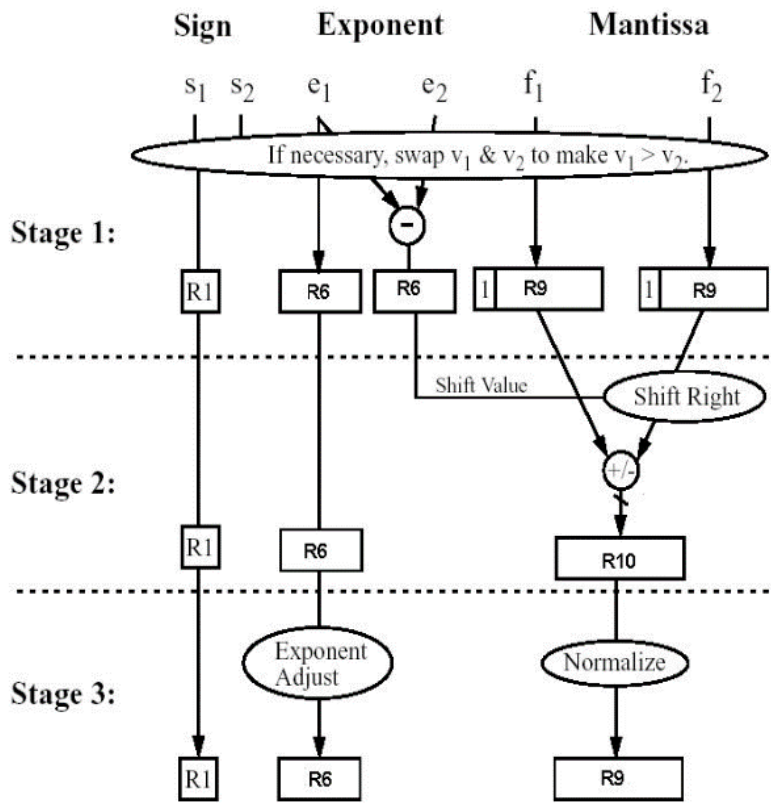 Sign Exponent Mantissa
s1 s2 e1 e2 f1 f2
If necessary, swap v1 & v2 to make v1 > v2.
-
Stage 1:
R1 R6 R6 1 R9 1 R9
Shift Value Shift Right
+/-
Stage 2:
R1 R6 R10
Exponent
Adjust
Normalize
Stage 3:
R1 R6 R9